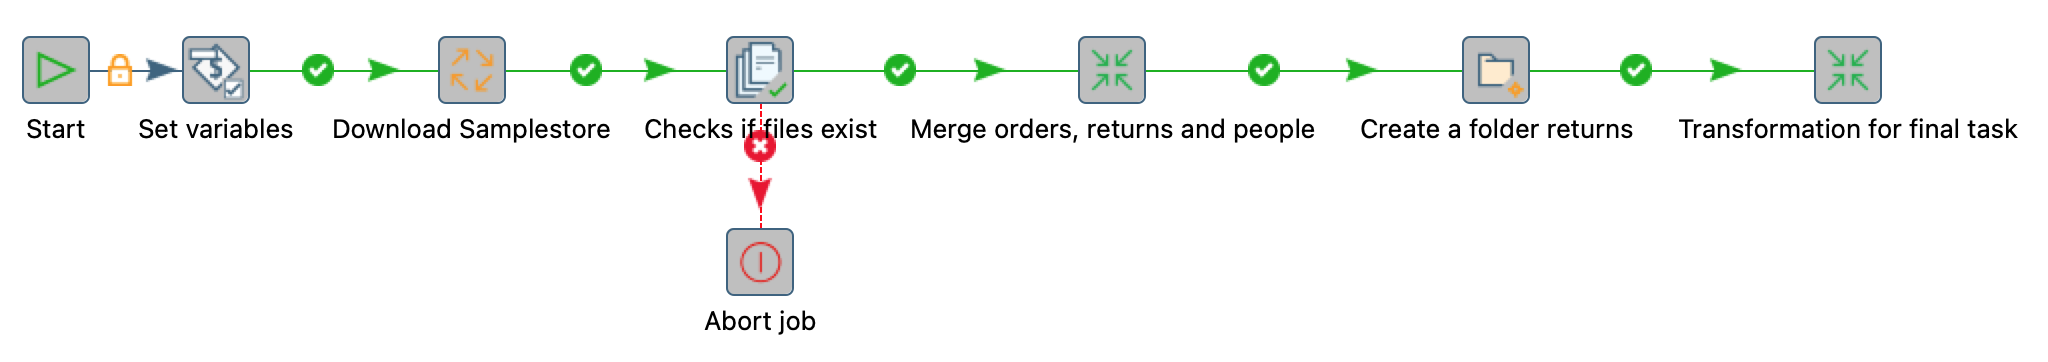 Start
Set variables
Download Samplestore
Checks if files exist
Merge orders, returns and people
Create a folder returns
Transformation for final task
Abort job